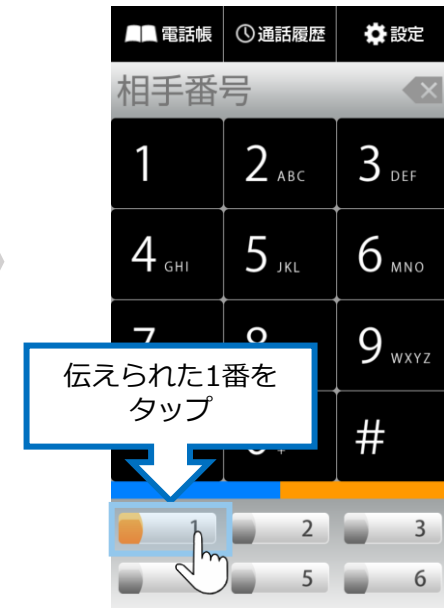 電話帳 通話履歴 設定
相手番号
1 2 ABC 3 DEF
4 GHI 5 JKL 6 MNO
9 WXYZ
伝えられた1番を
タップ
#
1 2 3
5 6